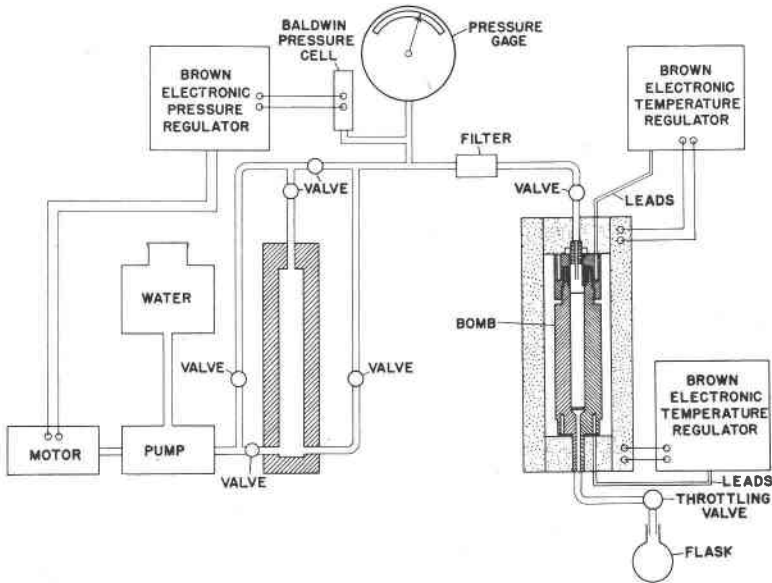 BALDWIN
PRESSURE
CELL
PRESSURE
GAGE
BROWN
ELECTRONIC
PRESSURE
REGULATOR
BROWN
ELECTRONIC
TEMPERATURE
REGULATOR
FILTER
VALVE
VALVE
LEADS
WATER
BOMB
VALVE
VALVE
BROWN
ELECTRONIC
TEMPERATURE
REGULATOR
MOTOR
PUMP
VALVE
LEADS
THROTTLING
VALVE
FLASK